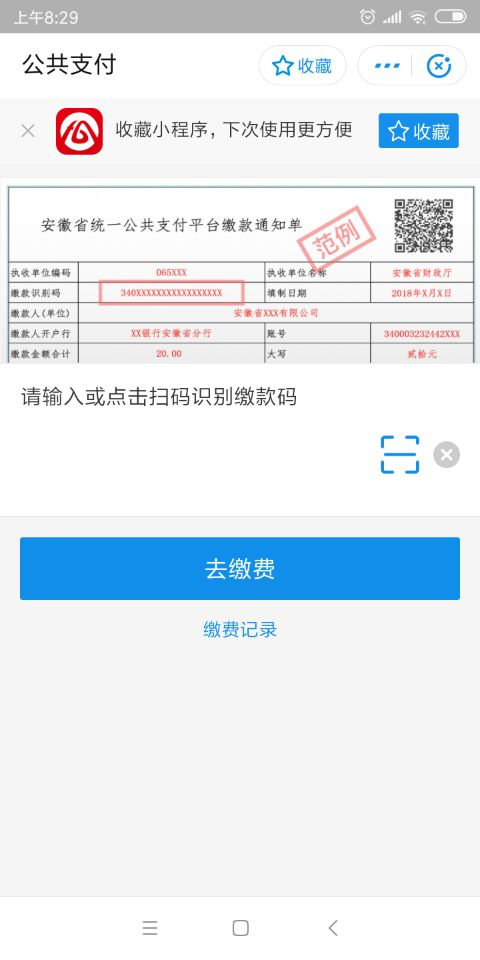 上午8:29
公共支付
收藏
收藏小程序，下次使用更方便
收藏
安徽省统一公共支付平台缴款通知单
范例
执收单位编码 065XXX 执收单位名称 安徽省财政厅
缴款识别码 340XXXXXXXXXXXXXXXXX 填制日期 2018年X月X日
缴款人(单位) 安徽省XXX有限公司
缴款人开户行 XX银行安徽省分行 账号 340003232442XXX
缴款金额合计 20.00 大写 贰拾元
请输入或点击扫码识别缴款码
去缴费
缴费记录